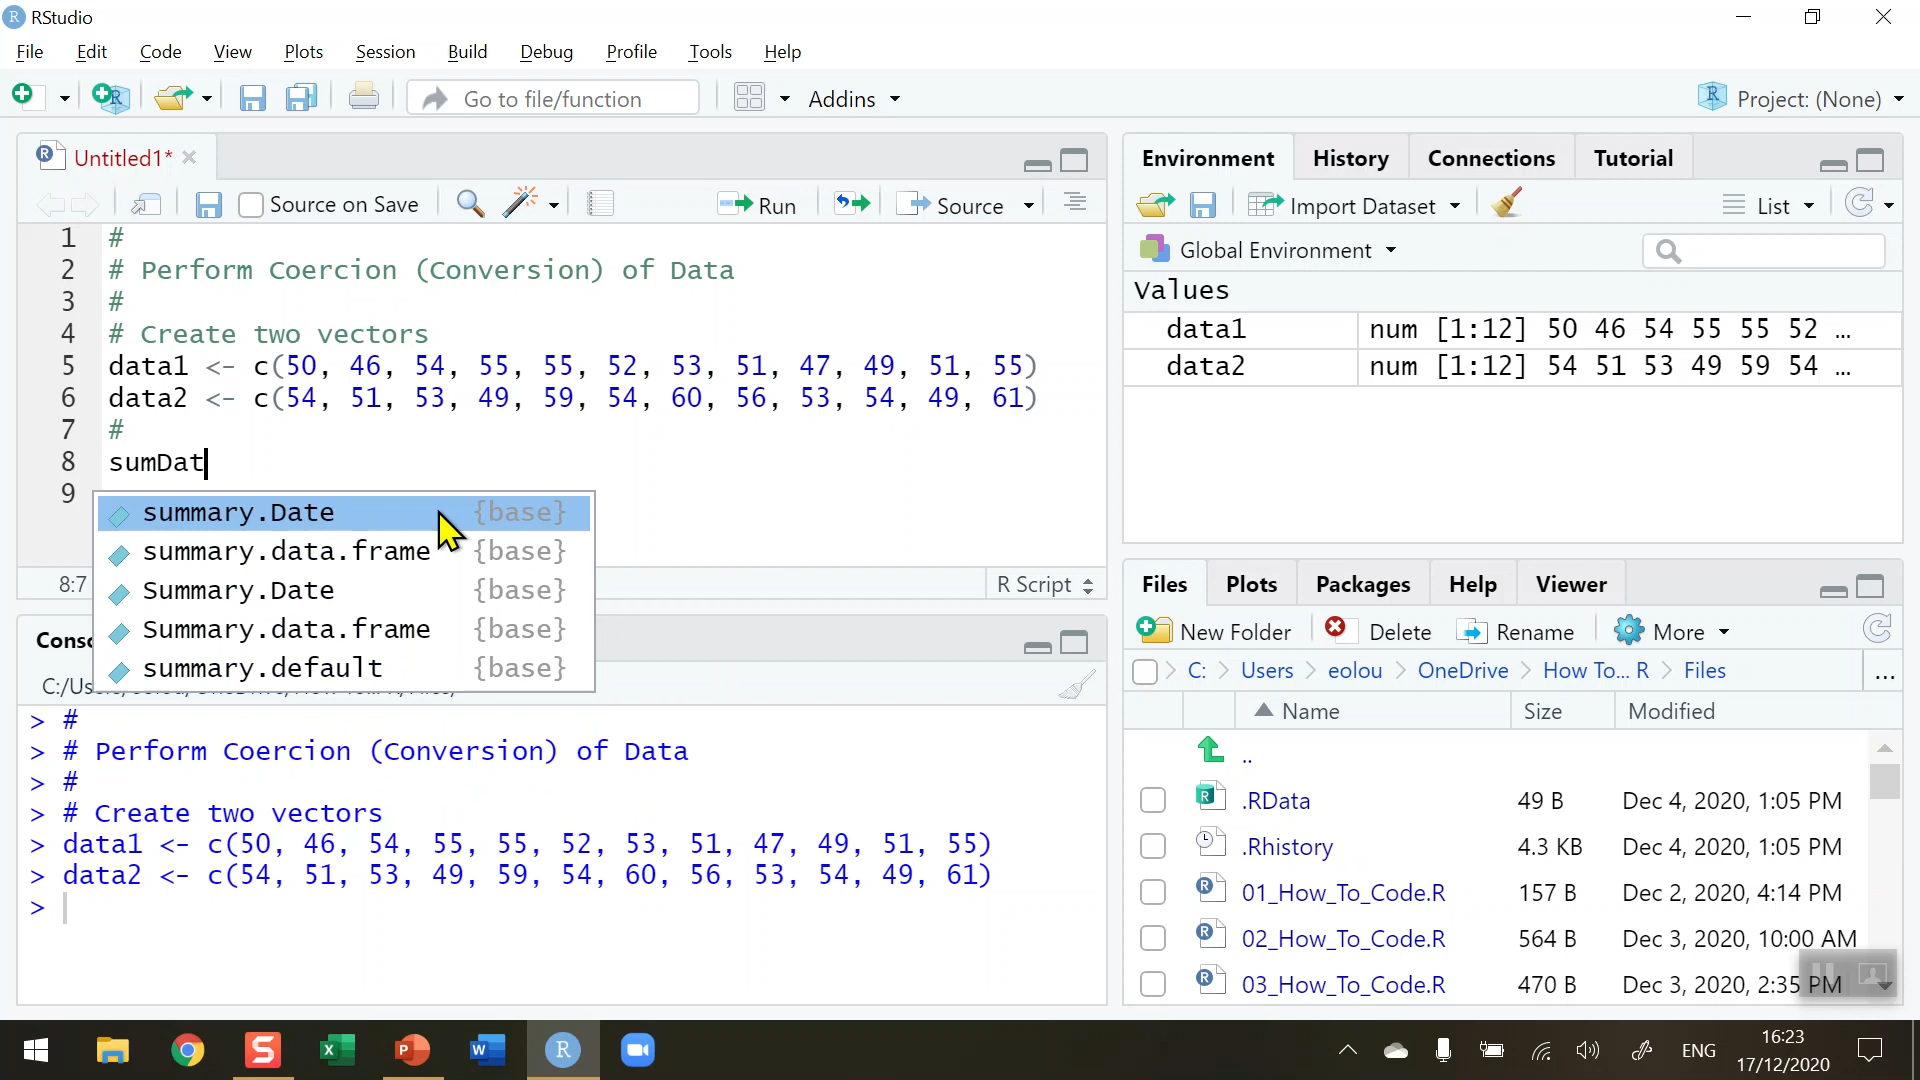 RStudio
File Edit Code View Plots Session Build Debug Profile Tools Help
Go to file/function Addins Project: (None)
Untitled1*
Source on Save Run Source
1 #
2 # Perform Coercion (Conversion) of Data
3 #
4 # Create two vectors
5 data1 <- c(50, 46, 54, 55, 55, 52, 53, 51, 47, 49, 51, 55)
6 data2 <- c(54, 51, 53, 49, 59, 54, 60, 56, 53, 54, 49, 61)
7 #
8 sumDat
9
summary.Date {base}
summary.data.frame {base}
Summary.Date {base}
Summary.data.frame {base}
summary.default {base}
8:7 R Script
> #
> # Perform Coercion (Conversion) of Data
> #
> # Create two vectors
> data1 <- c(50, 46, 54, 55, 55, 52, 53, 51, 47, 49, 51, 55)
> data2 <- c(54, 51, 53, 49, 59, 54, 60, 56, 53, 54, 49, 61)
>
Environment History Connections Tutorial
Import Dataset List
Global Environment
Values
data1 num [1:12] 50 46 54 55 55 52 ...
data2 num [1:12] 54 51 53 49 59 54 ...
Files Plots Packages Help Viewer
New Folder Delete Rename More
C: > Users > eolou > OneDrive > How To... R > Files ...
Name Size Modified
..
.RData 49 B Dec 4, 2020, 1:05 PM
.Rhistory 4.3 KB Dec 4, 2020, 1:05 PM
01_How_To_Code.R 157 B Dec 2, 2020, 4:14 PM
02_How_To_Code.R 564 B Dec 3, 2020, 10:00 AM
03_How_To_Code.R 470 B Dec 3, 2020, 2:35 PM
ENG
16:23
17/12/2020